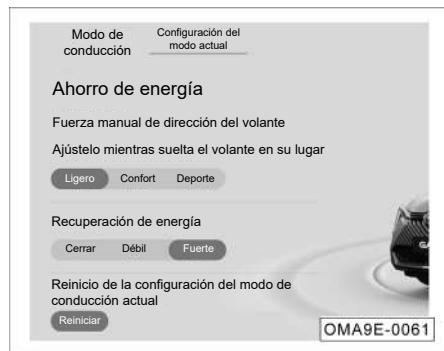 Modo de
conducción
Configuración del
modo actual
Ahorro de energía
Fuerza manual de dirección del volante
Ajústelo mientras suelta el volante en su lugar
Ligero Confort Deporte
Recuperación de energía
Cerrar Débil Fuerte
Reinicio de la configuración del modo de
conducción actual
Reiniciar
OMA9E-0061